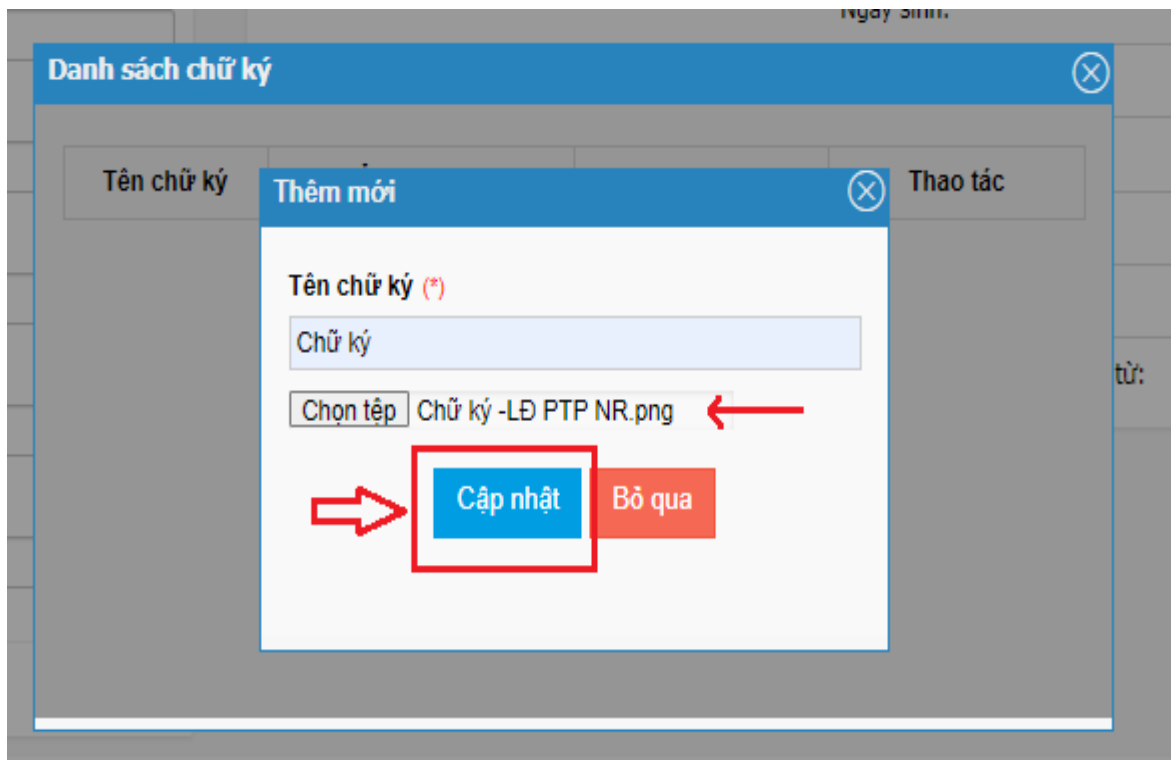 Ngày sinh:
Danh sách chữ ký
Tên chữ ký
Thao tác
Thêm mới
Tên chữ ký (*)
Chữ ký
từ:
Chọn tệp Chữ ký -LĐ PTP NR.png
Cập nhật Bỏ qua